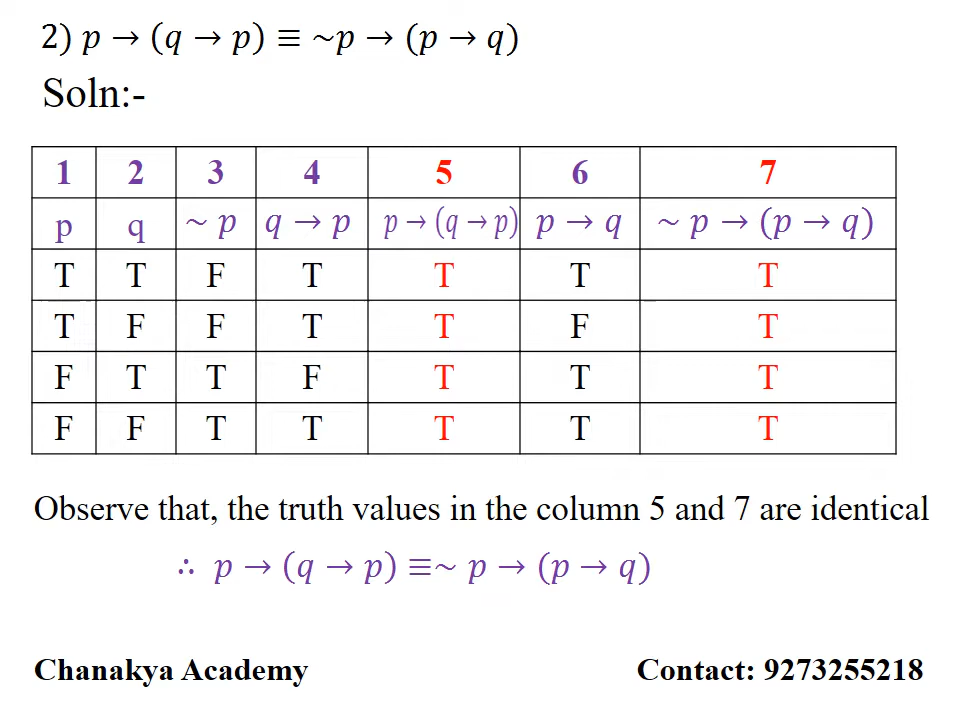 2) p → (q → p) ≡ ~p → (p → q)
Soln:-
1 2 3 4 5 6 7
p q ~ p q → p p → (q → p) p → q ~ p → (p → q)
T T F T T T T
T F F T T F T
F T T F T T T
F F T T T T T
Observe that, the truth values in the column 5 and 7 are identical
∴ p → (q → p) ≡~ p → (p → q)
Chanakya Academy Contact: 9273255218